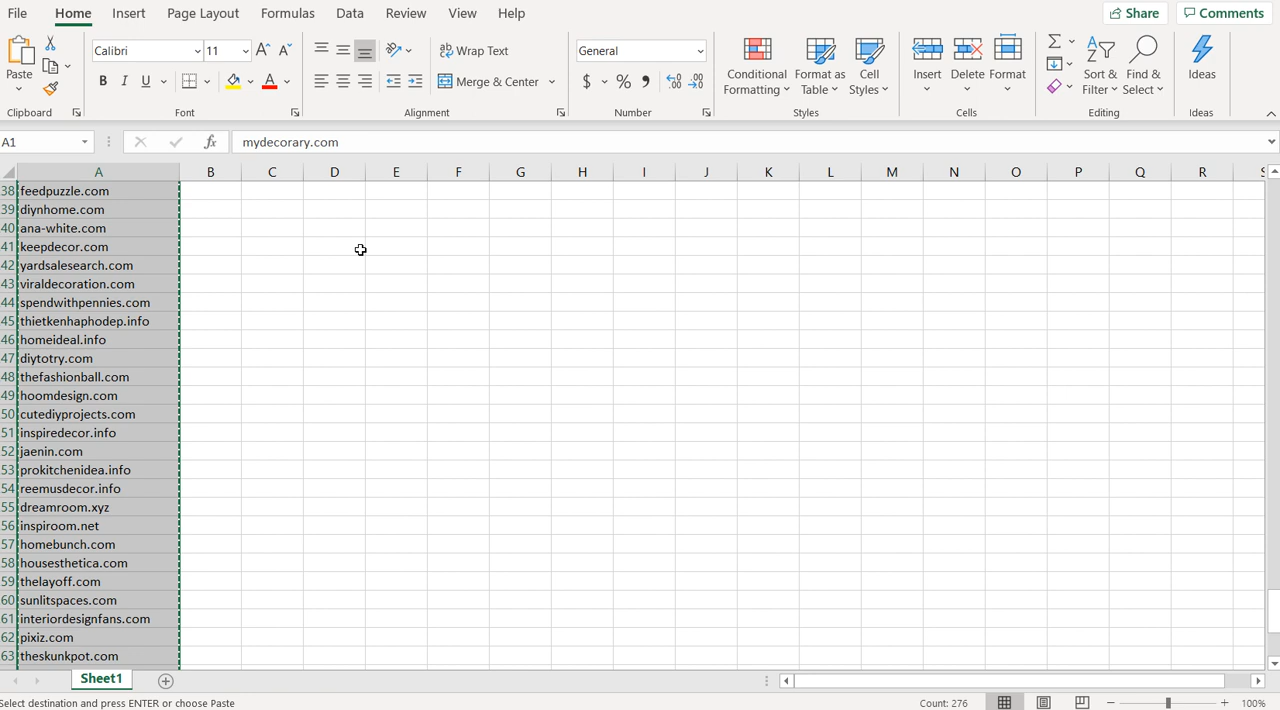 File Home Insert Page Layout Formulas Data Review View Help Share Comments
Calibri 11 Wrap Text General
Paste B I U Merge & Center $ % Conditional Formatting Format as Table Cell Styles Insert Delete Format Sort & Filter Find & Select Ideas
Clipboard Font Alignment Number Styles Cells Editing Ideas
A1 fx mydecorary.com
A B C D E F G H I J K L M N O P Q R S
38 feedpuzzle.com
39 diynhome.com
40 ana-white.com
41 keepdecor.com
42 yardsalesearch.com
43 viraldecoration.com
44 spendwithpennies.com
45 thietkenhaphodep.info
46 homeideal.info
47 diytotry.com
48 thefashionball.com
49 hoomdesign.com
50 cutediyprojects.com
51 inspiredecor.info
52 jaenin.com
53 prokitchenidea.info
54 reemusdecor.info
55 dreamroom.xyz
56 inspiroom.net
57 homebunch.com
58 housesthetica.com
59 thelayoff.com
60 sunlitspaces.com
61 interiordesignfans.com
62 pixiz.com
63 theskunkpot.com
Sheet1
Select destination and press ENTER or choose Paste Count: 276 100%